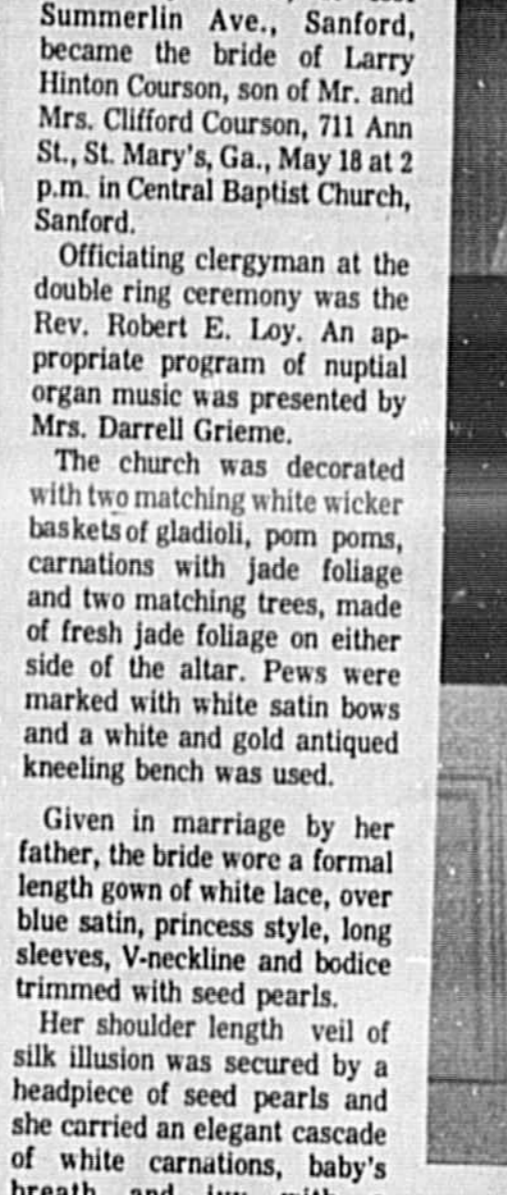 Summerlin Ave., Sanford,
became the bride of Larry
Hinton Courson, son of Mr. and
Mrs. Clifford Courson, 711 Ann
St., St. Mary's, Ga., May 18 at 2
p.m. in Central Baptist Church,
Sanford.
Officiating clergyman at the
double ring ceremony was the
Rev. Robert E. Loy. An ap-
propriate program of nuptial
organ music was presented by
Mrs. Darrell Grieme.
The church was decorated
with two matching white wicker
baskets of gladioli, pom poms,
carnations with jade foliage
and two matching trees, made
of fresh jade foliage on either
side of the altar. Pews were
marked with white satin bows
and a white and gold antiqued
kneeling bench was used.
Given in marriage by her
father, the bride wore a formal
length gown of white lace, over
blue satin, princess style, long
sleeves, V-neckline and bodice
trimmed with seed pearls.
Her shoulder length veil of
silk illusion was secured by a
headpiece of seed pearls and
she carried an elegant cascade
of white carnations, baby's
breath and ivy with